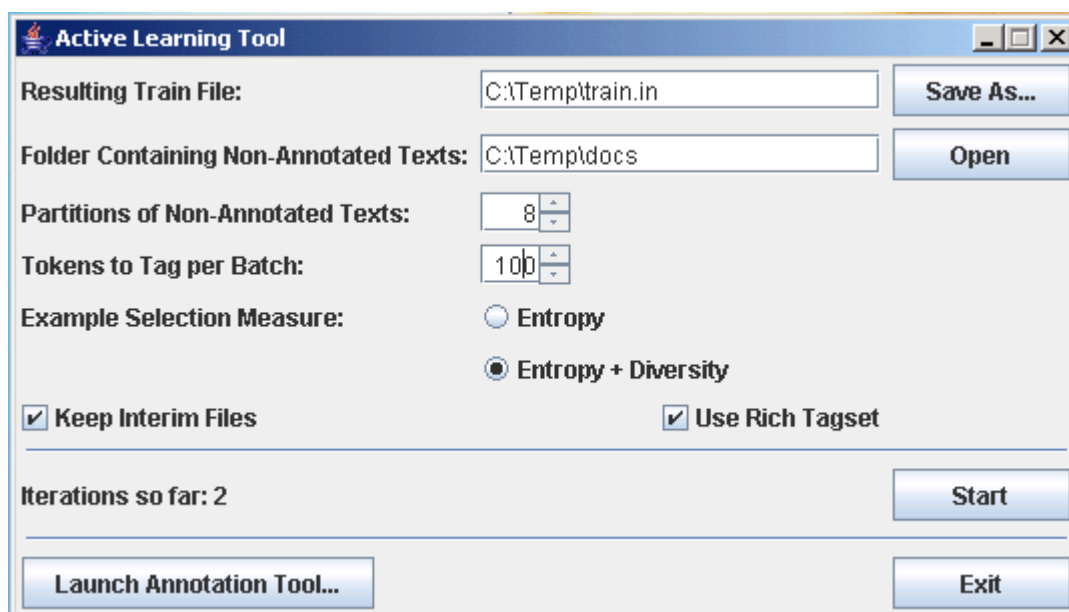 Active Learning Tool
Resulting Train File: C:\Temp\train.in Save As...
Folder Containing Non-Annotated Texts: C:\Temp\docs Open
Partitions of Non-Annotated Texts: 8
Tokens to Tag per Batch: 100
Example Selection Measure: Entropy
Entropy + Diversity
Keep Interim Files Use Rich Tagset
Iterations so far: 2 Start
Launch Annotation Tool... Exit